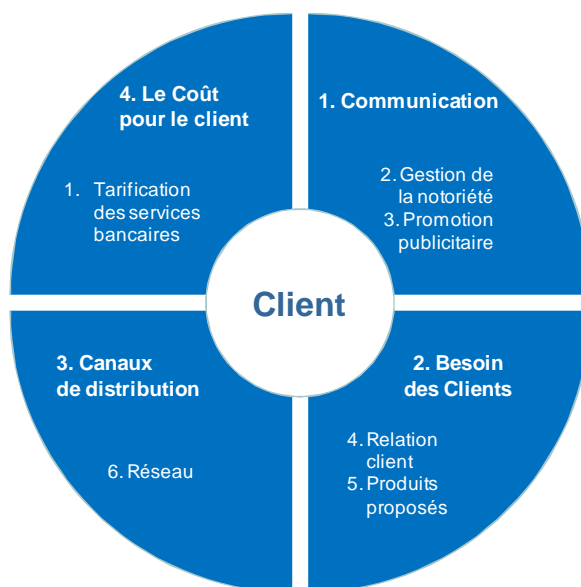 4. Le Coût
pour le client
1. Tarification
des services
bancaires
1. Communication
2. Gestion de
la notoriété
3. Promotion
publicitaire
Client
3. Canaux
de distribution
6. Réseau
2. Besoin
des Clients
4. Relation
client
5. Produits
proposés